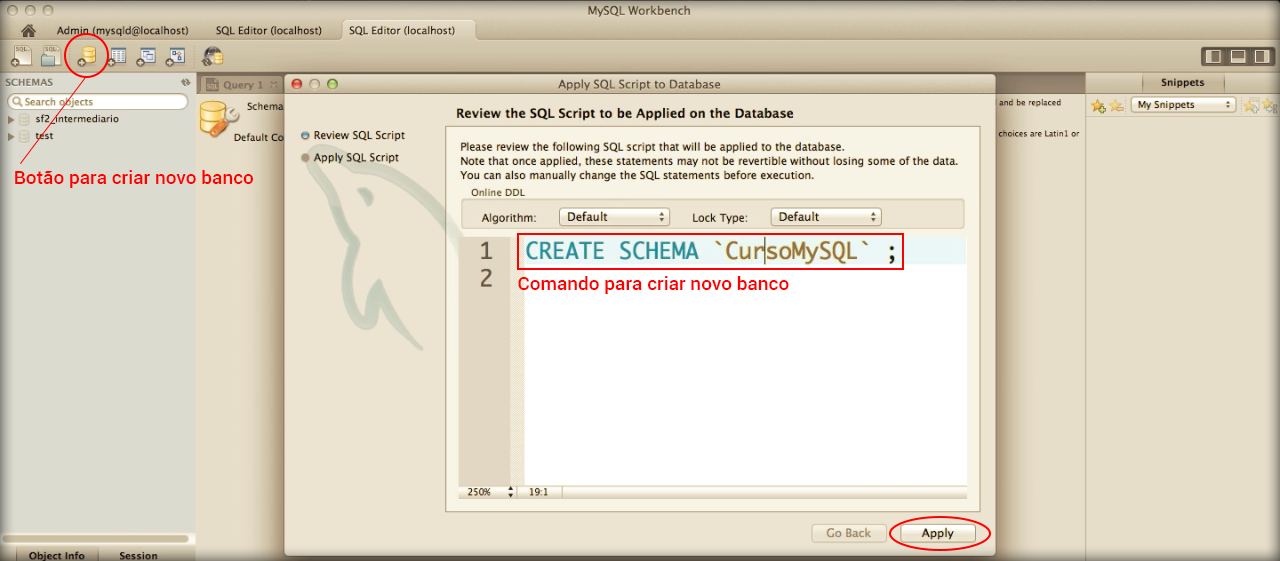 MySQL Workbench
Admin (mysqld@localhost)
SQL Editor (localhost)
SQL Editor (localhost)
SCHEMAS
Search objects
sf2_intermediario
test
Botão para criar novo banco
Query 1
Schema
Default Co
Apply SQL Script to Database
Review SQL Script
Apply SQL Script
Review the SQL Script to be Applied on the Database
Please review the following SQL script that will be applied to the database.
Note that once applied, these statements may not be revertible without losing some of the data.
You can also manually change the SQL statements before execution.
Online DDL
Algorithm: Default Lock Type: Default
1 CREATE SCHEMA `CursoMySQL` ;
2
Comando para criar novo banco
250% 19:1
Go Back Apply
and be replaced
choices are Latin1 or
Snippets
My Snippets
Object Info Session